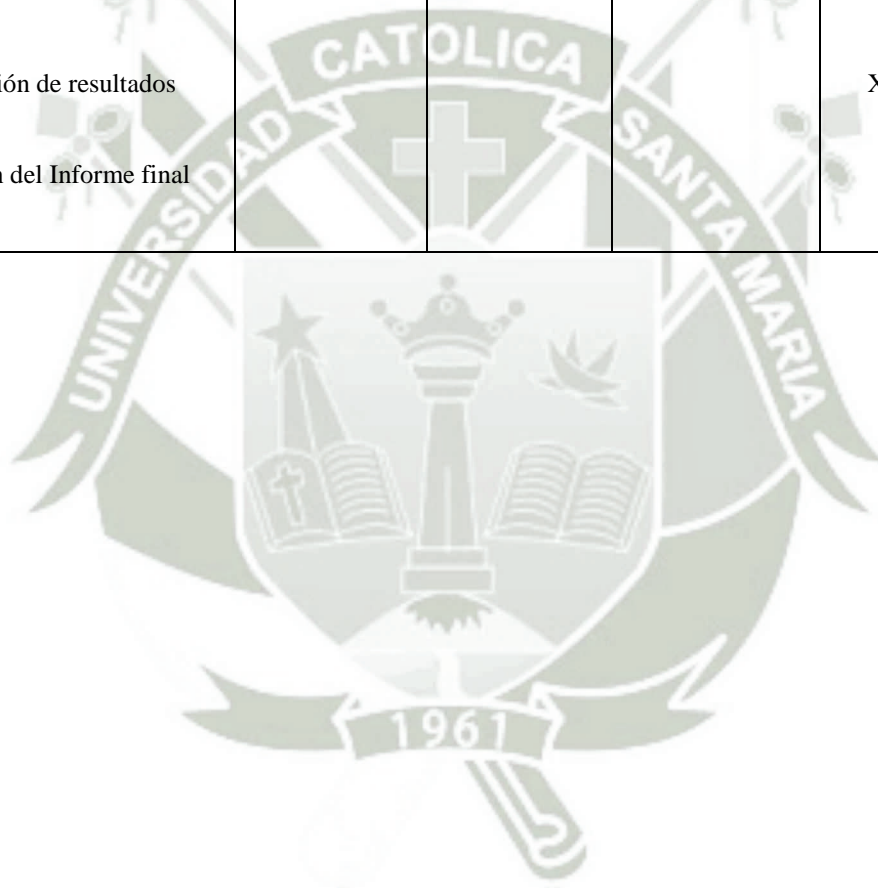 ión de resultados X
n del Informe final
UNIVERSIDAD CATOLICA SANTA MARIA
1961